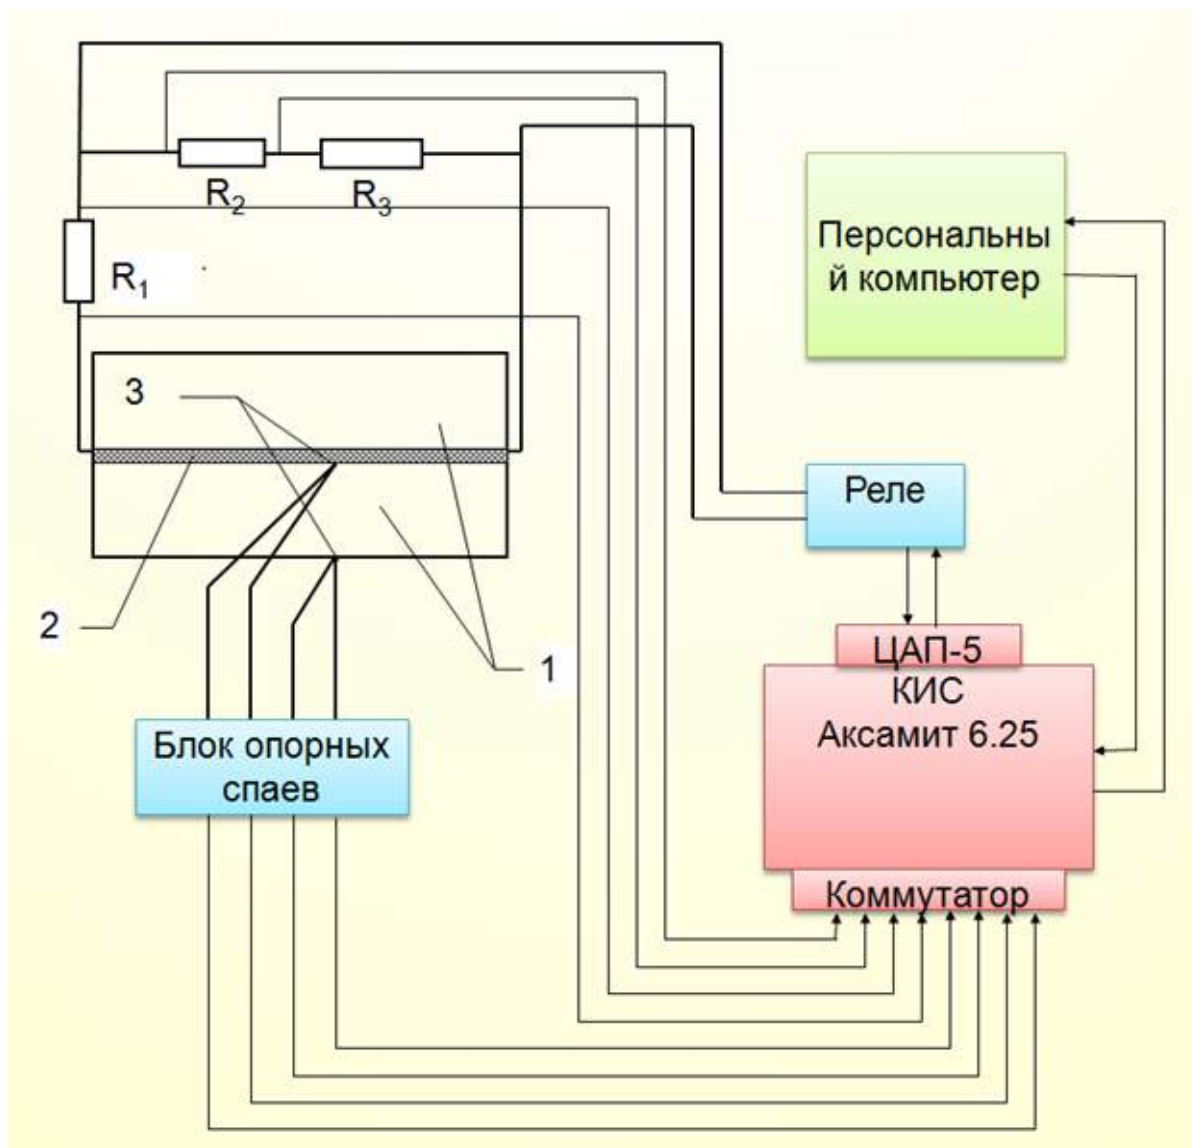 R2
R3
R1
Персональны
й компьютер
3
Реле
2
1
ЦАП-5
КИС
Аксамит 6.25
Блок опорных
спаев
Коммутатор